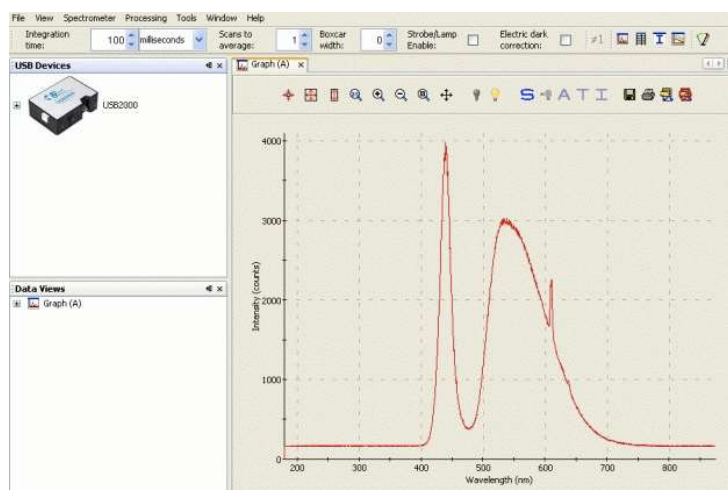 File View Spectrometer Processing Tools Window Help
Integration time: 100 milliseconds Scans to average: 1 Boxcar width: 0 Strobe/Lamp Enable: Electric dark correction: ≠1
USB Devices
Graph (A)
USB2000
S A T I
Data Views
Graph (A)
4000
3000
2000
1000
0
Intensity (counts)
200 300 400 500 600 700 800
Wavelength (nm)